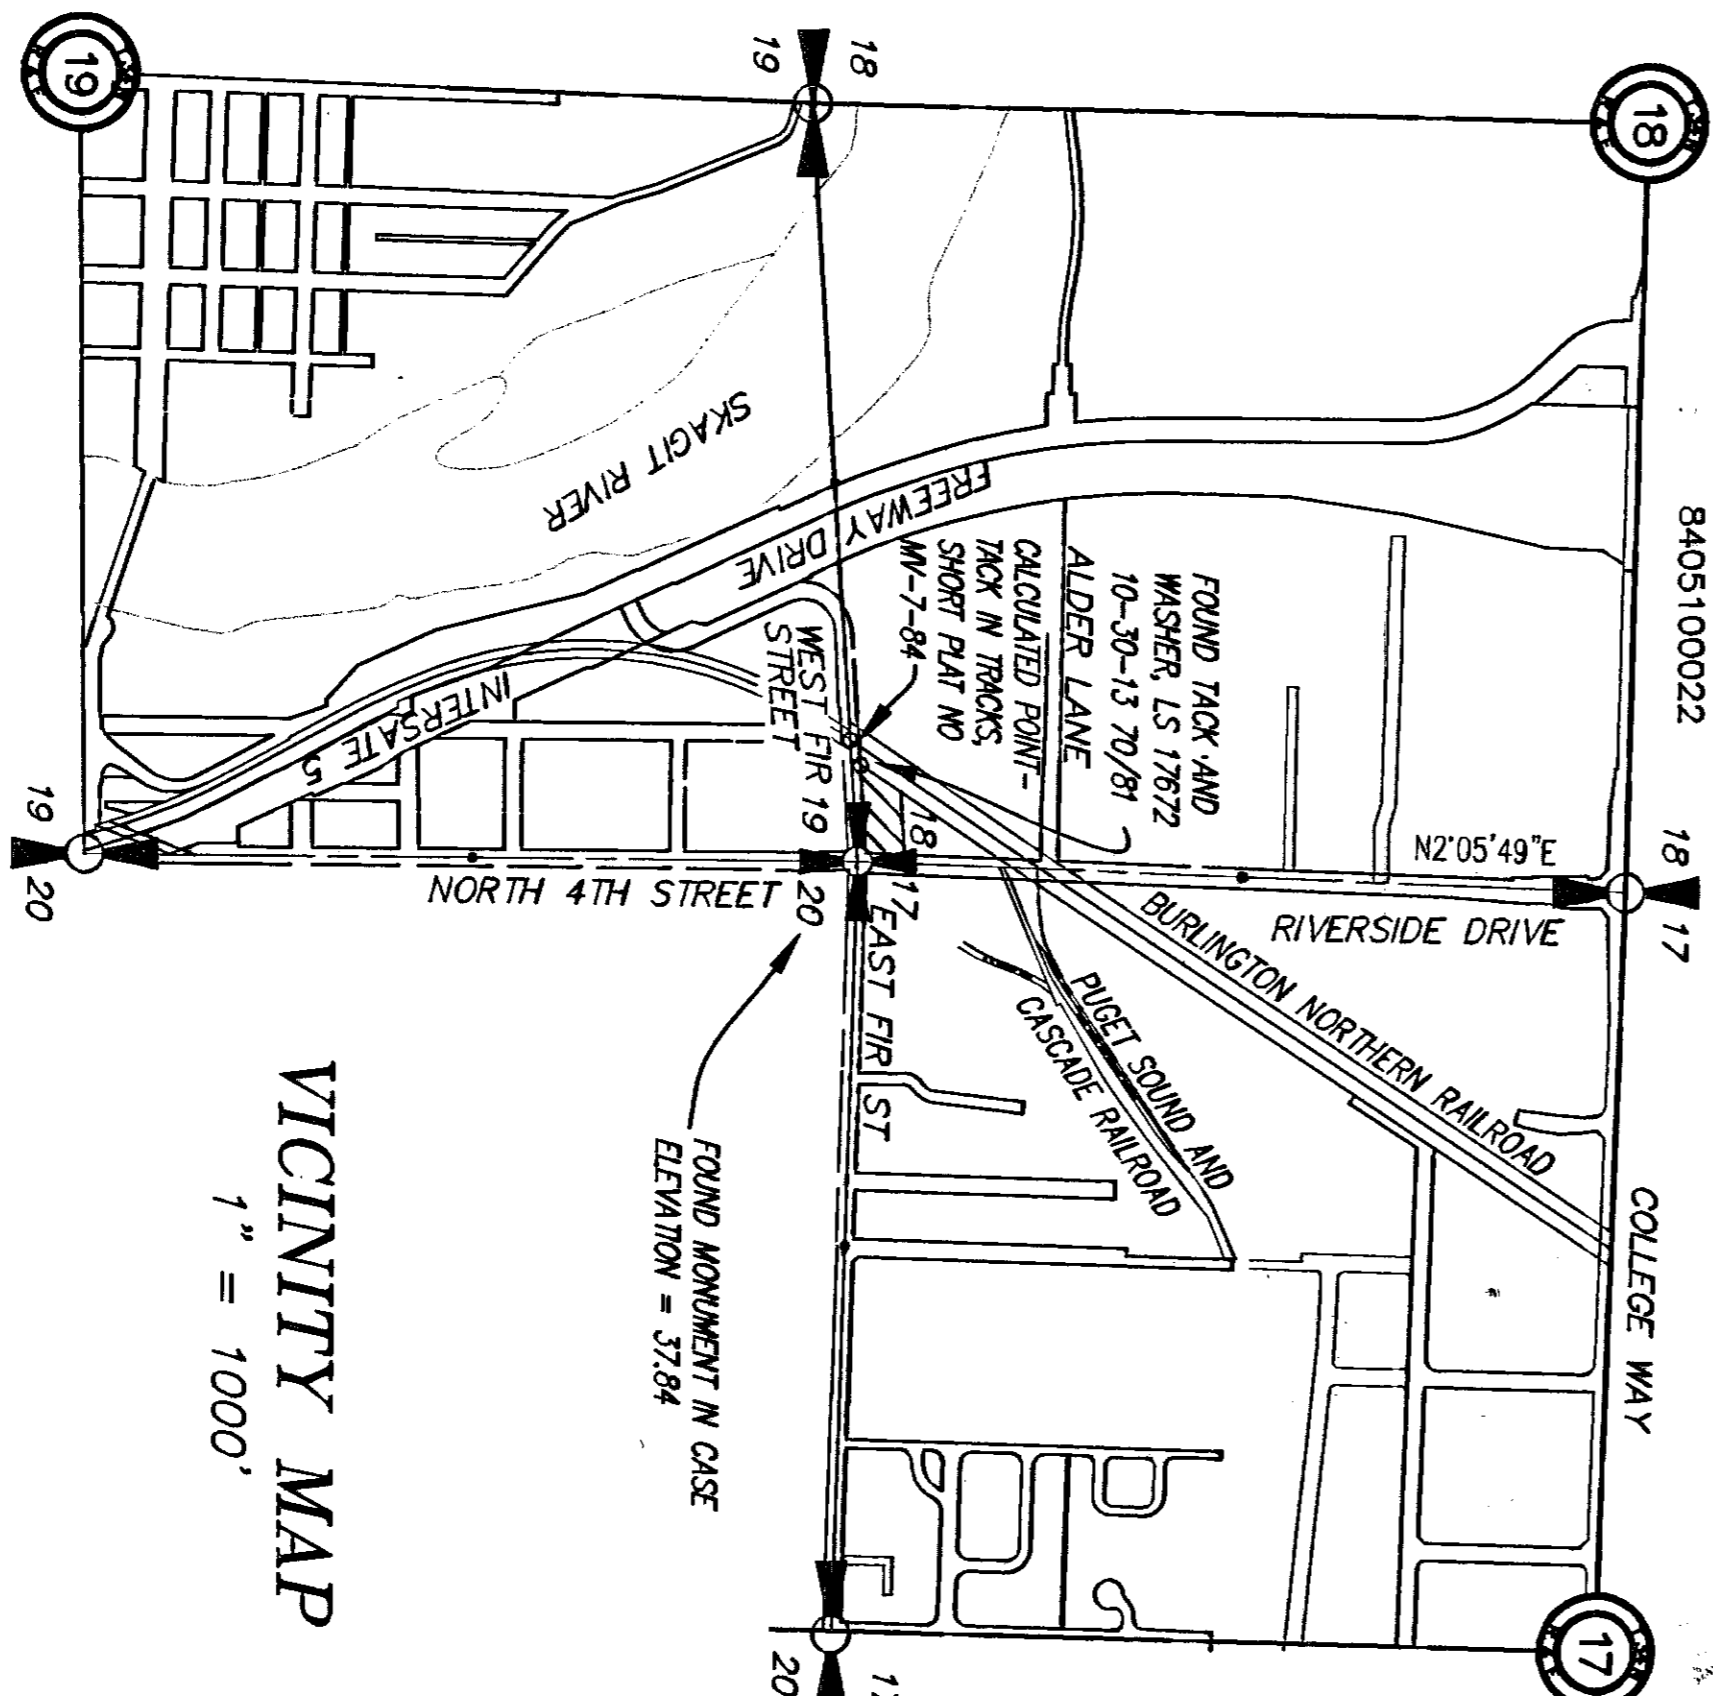 8405100022
18
19
18
19
18
17
COLLEGE WAY
FOUND TACK AND
WASHER, LS 17672
10-30-13 70/81
ALDER LANE
CALCULATED POINT-
TACK IN TRACKS,
SHORT PLAT NO
MV-7-84
N2°05'49"E
RIVERSIDE DRIVE
BURLINGTON NORTHERN RAILROAD
PUGET SOUND AND
CASCADE RAILROAD
FREEWAY DRIVE
SKAGIT RIVER
WEST FIR
STREET
INTERSATE 5
19
18
17
20
EAST FIR ST
NORTH 4TH STREET
19
20
FOUND MONUMENT IN CASE
ELEVATION = 37.84
17
20
VICINITY MAP
1" = 1000'